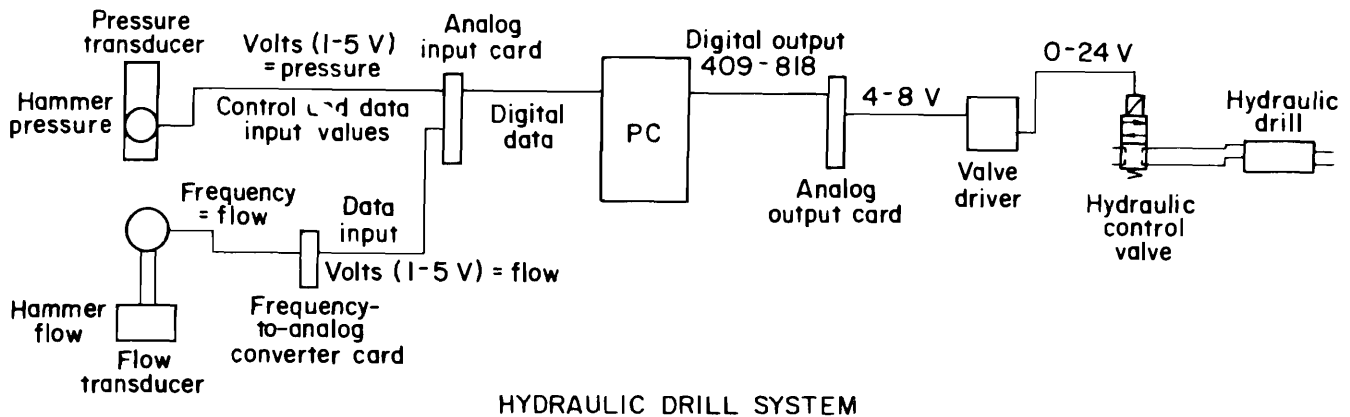 Pressure
transducer
Volts (1-5 V)
= pressure
Analog
input card
Digital output
409-818
0-24 V
Hammer
pressure
Control data
input values
Digital
data
PC
4-8 V
Hydraulic
drill
Valve
driver
Analog
output card
Hydraulic
control
valve
Frequency
= flow
Data
input
Volts (1-5 V) = flow
Hammer
flow
Flow
transducer
Frequency-
to-analog
converter card
HYDRAULIC DRILL SYSTEM